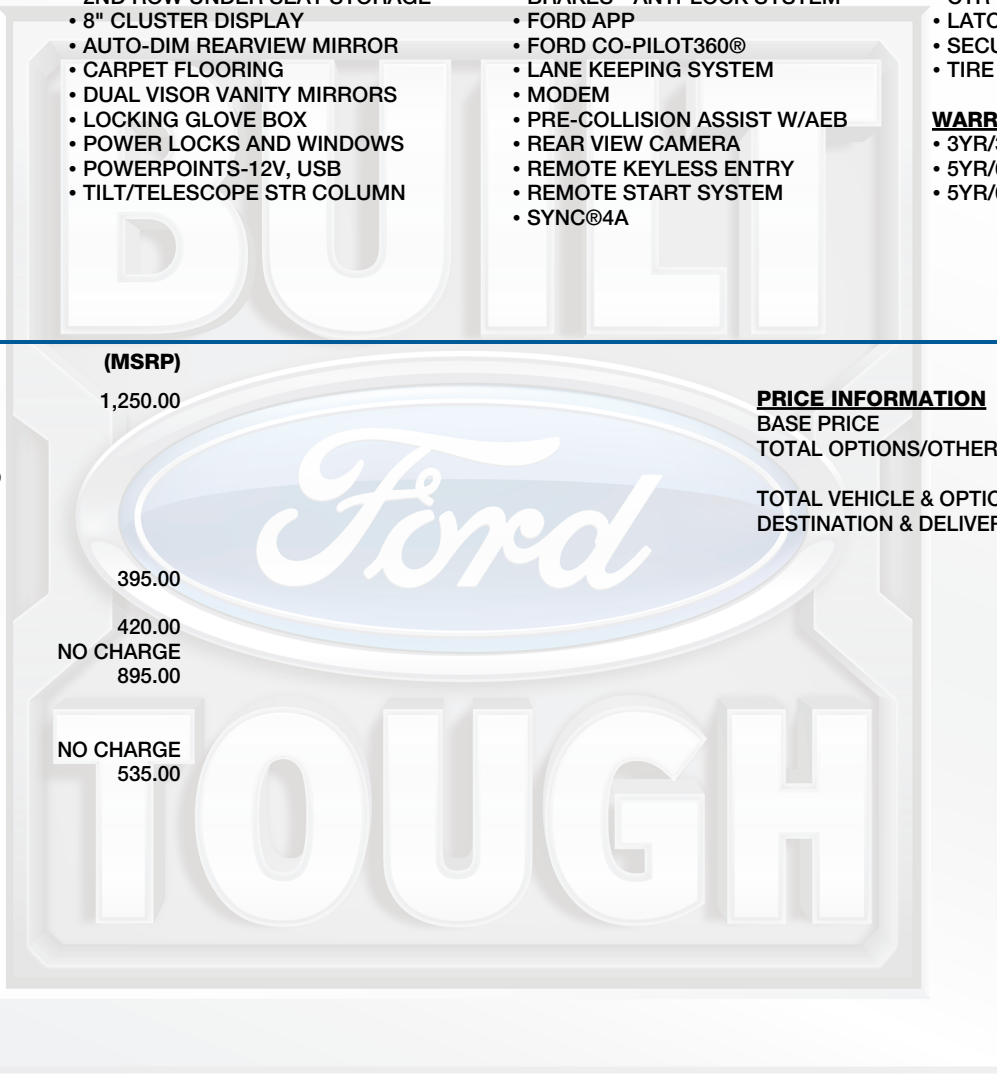 • 8" CLUSTER DISPLAY
• AUTO-DIM REARVIEW MIRROR
• CARPET FLOORING
• DUAL VISOR VANITY MIRRORS
• LOCKING GLOVE BOX
• POWER LOCKS AND WINDOWS
• POWERPOINTS-12V, USB
• TILT/TELESCOPE STR COLUMN
• FORD APP
• FORD CO-PILOT360®
• LANE KEEPING SYSTEM
• MODEM
• PRE-COLLISION ASSIST W/AEB
• REAR VIEW CAMERA
• REMOTE KEYLESS ENTRY
• REMOTE START SYSTEM
• SYNC®4A
• TIRE
(MSRP)
1,250.00
395.00
420.00
NO CHARGE
895.00
NO CHARGE
535.00
PRICE INFORMATION
BASE PRICE
TOTAL OPTIONS/OTHER
TOTAL VEHICLE &
DESTINATION &
BUILT
Ford
TOUGH